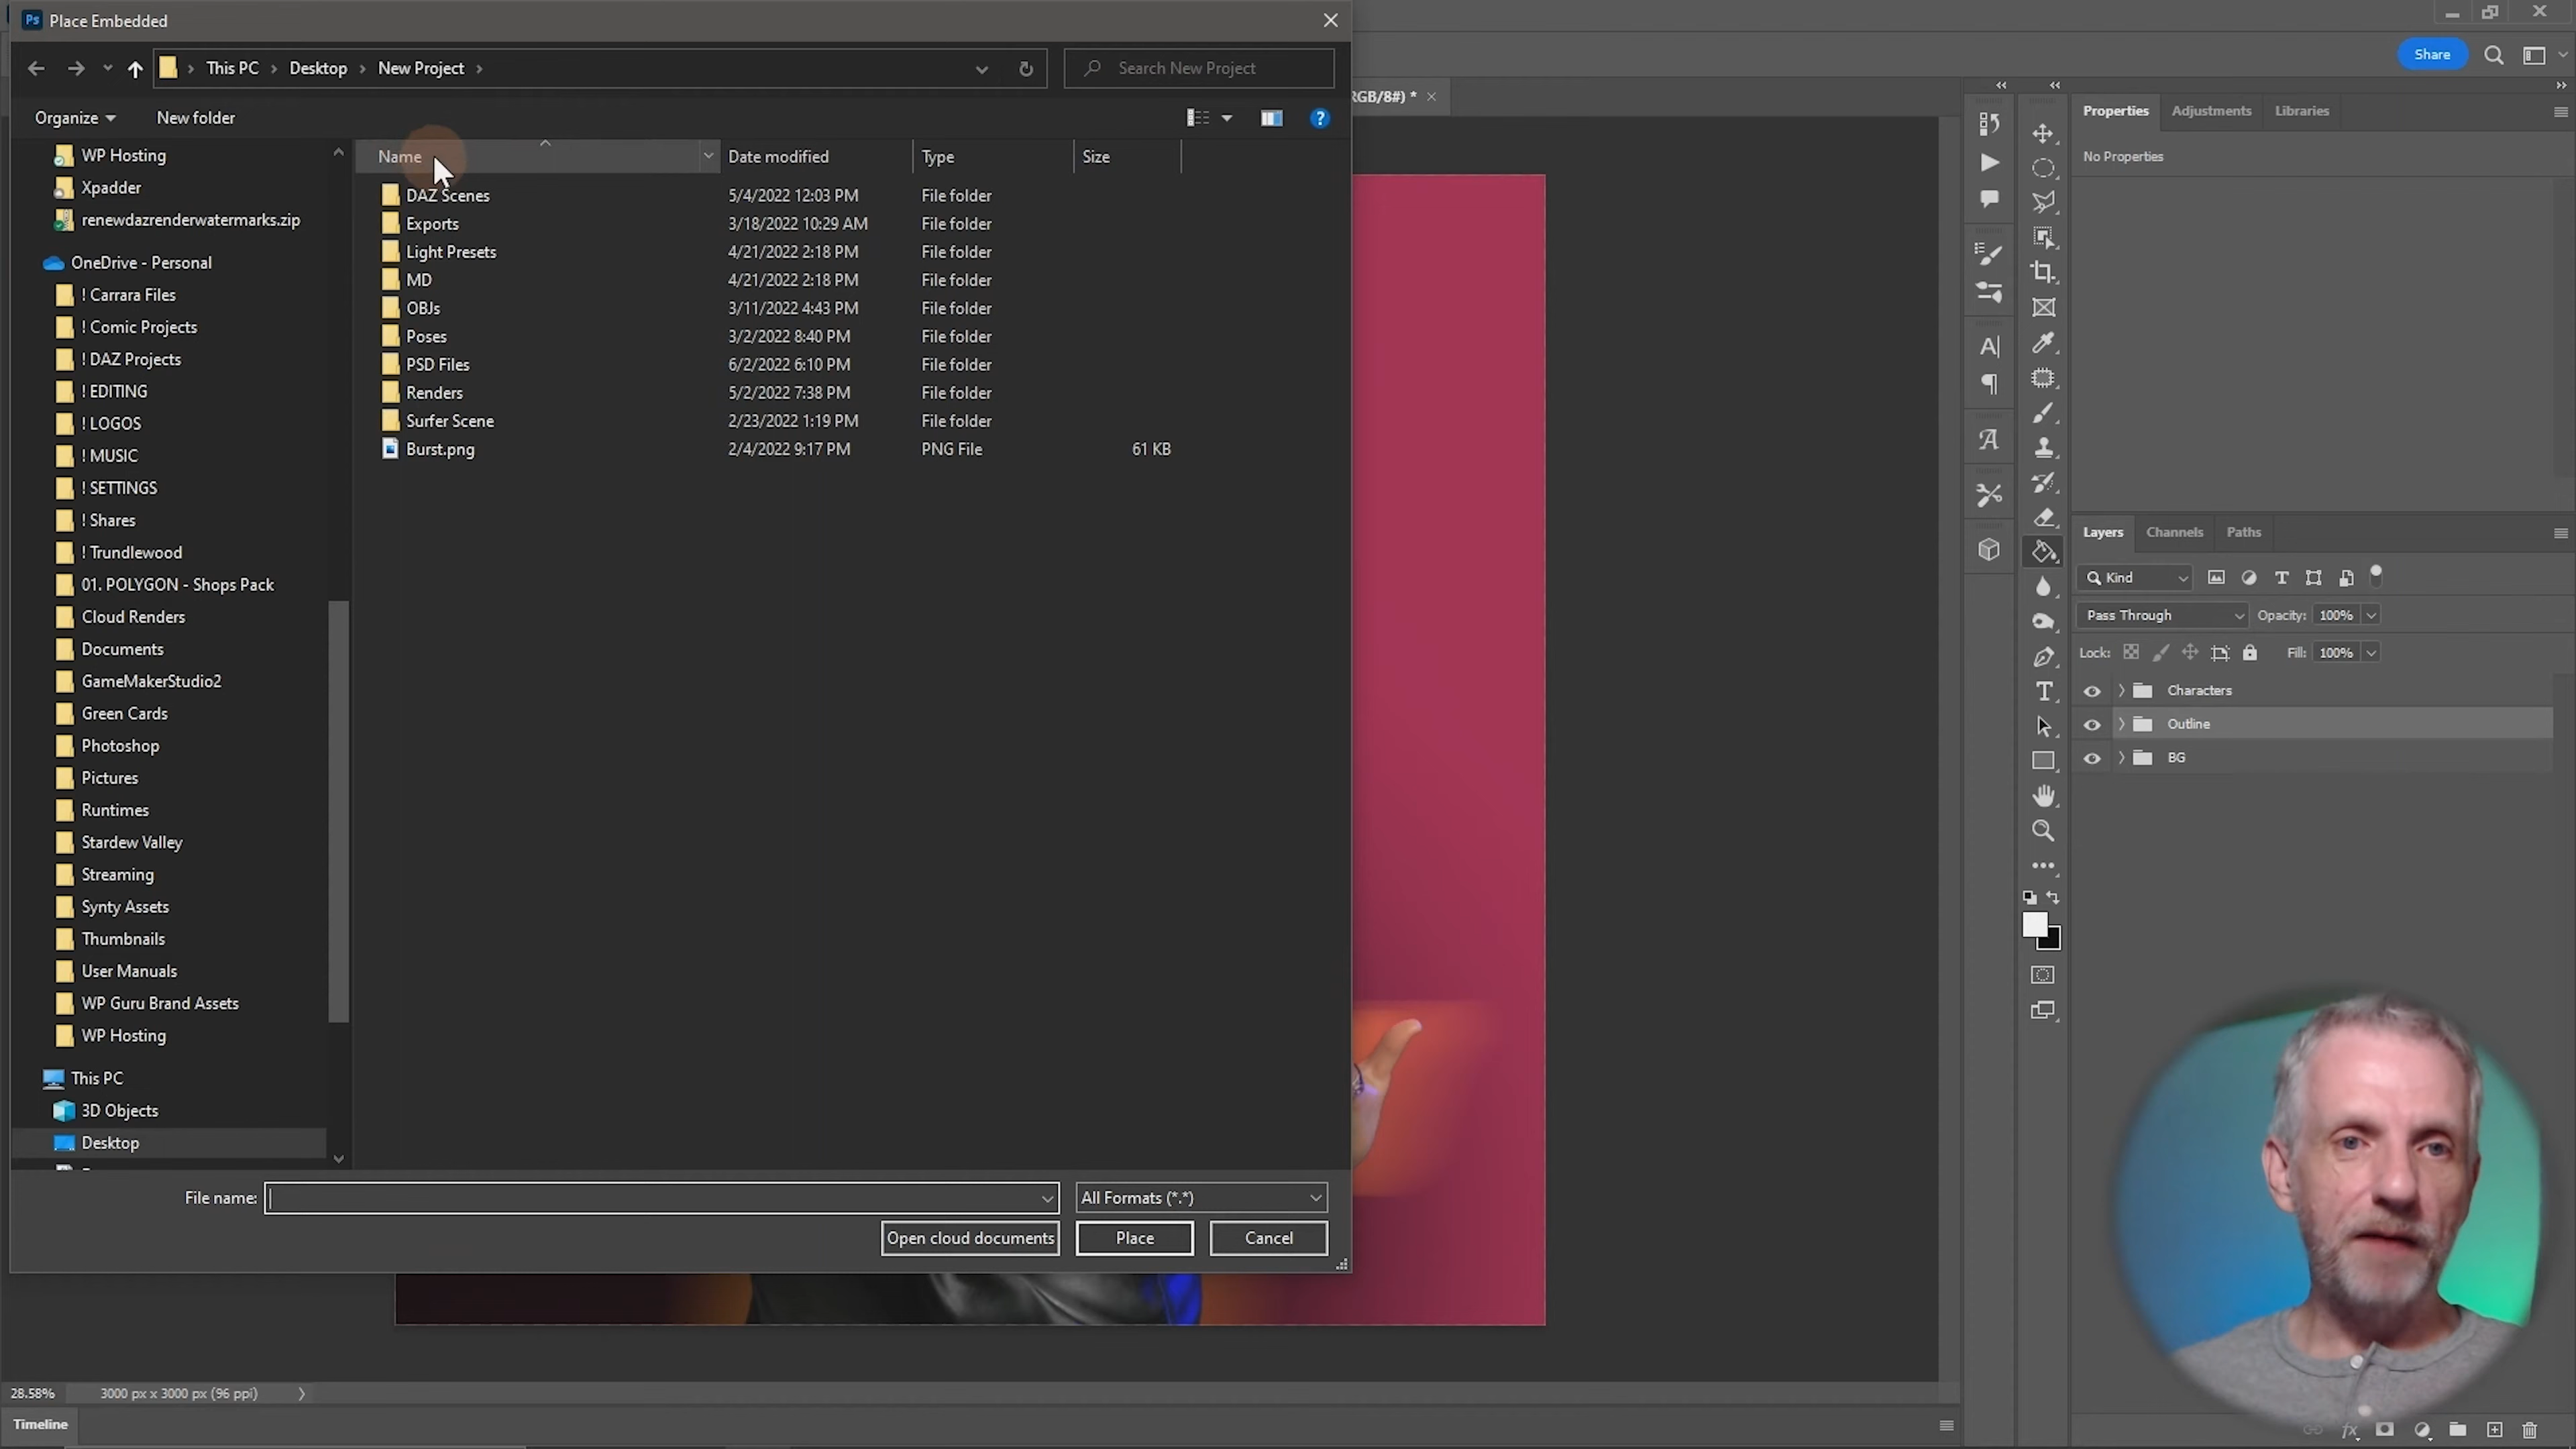 Ps Place Embedded
This PC > Desktop > New Project >
Search New Project
Share
Organize
New folder
RGB/8#) *
Properties
Adjustments
Libraries
No Properties
Name
Date modified
Type
Size
WP Hosting
Xpadder
renewdazrenderwatermarks.zip
OneDrive - Personal
! Carrara Files
! Comic Projects
! DAZ Projects
! EDITING
! LOGOS
! MUSIC
! SETTINGS
! Shares
! Trundlewood
01. POLYGON - Shops Pack
Cloud Renders
Documents
GameMakerStudio2
Green Cards
Photoshop
Pictures
Runtimes
Stardew Valley
Streaming
Synty Assets
Thumbnails
User Manuals
WP Guru Brand Assets
WP Hosting
This PC
3D Objects
Desktop
DAZ Scenes 5/4/2022 12:03 PM File folder
Exports 3/18/2022 10:29 AM File folder
Light Presets 4/21/2022 2:18 PM File folder
MD 4/21/2022 2:18 PM File folder
OBJs 3/11/2022 4:43 PM File folder
Poses 3/2/2022 8:40 PM File folder
PSD Files 6/2/2022 6:10 PM File folder
Renders 5/2/2022 7:38 PM File folder
Surfer Scene 2/23/2022 1:19 PM File folder
Burst.png 2/4/2022 9:17 PM PNG File 61 KB
Layers
Channels
Paths
Kind
Pass Through
Opacity: 100%
Lock:
Fill: 100%
Characters
Outline
BG
File name:
All Formats (*.*)
Open cloud documents
Place
Cancel
28.58%
3000 px x 3000 px (96 ppi)
Timeline
fx